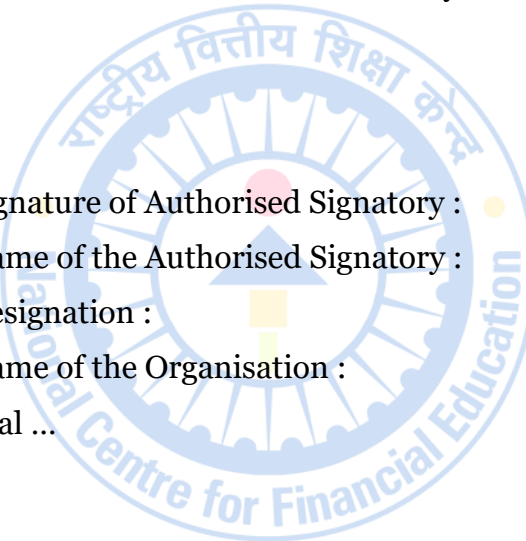 राष्ट्रीय वित्तीय शिक्षा केन्द्र
gnature of Authorised Signatory :
ame of the Authorised Signatory :
esignation :
ame of the Organisation :
al ...
National Centre for Financial Education